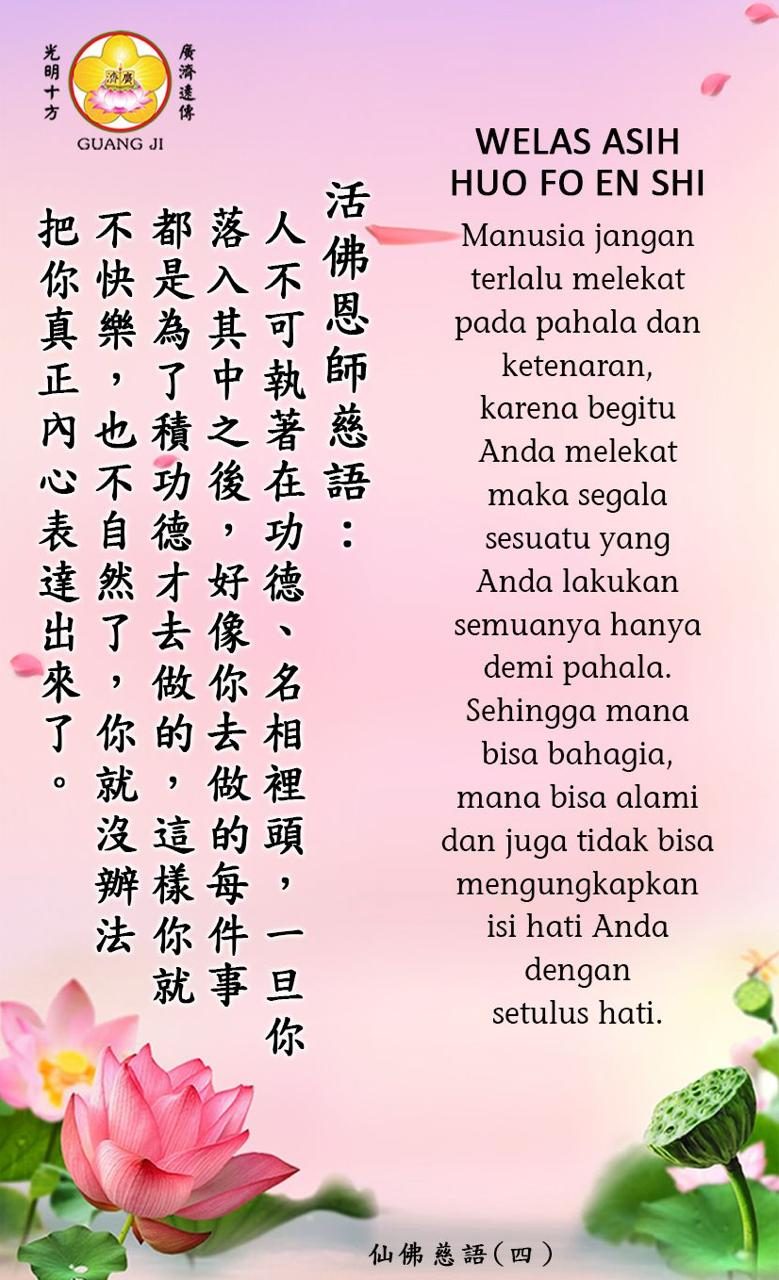 光明十方
廣濟
廣濟遠傳
GUANG JI
活佛恩師慈語：
人不可執著在功德、名相裡頭，一旦你
落入其中之後，好像你去做的每件事
都是為了積功德才去做的，這樣你就
不快樂，也不自然了，你就沒辦法
把你真正內心表達出來了。
WELAS ASIH
HUO FO EN SHI
Manusia jangan
terlalu melekat
pada pahala dan
ketenaran,
karena begitu
Anda melekat
maka segala
sesuatu yang
Anda lakukan
semuanya hanya
demi pahala.
Sehingga mana
bisa bahagia,
mana bisa alami
dan juga tidak bisa
mengungkapkan
isi hati Anda
dengan
setulus hati.
仙佛慈語(四)